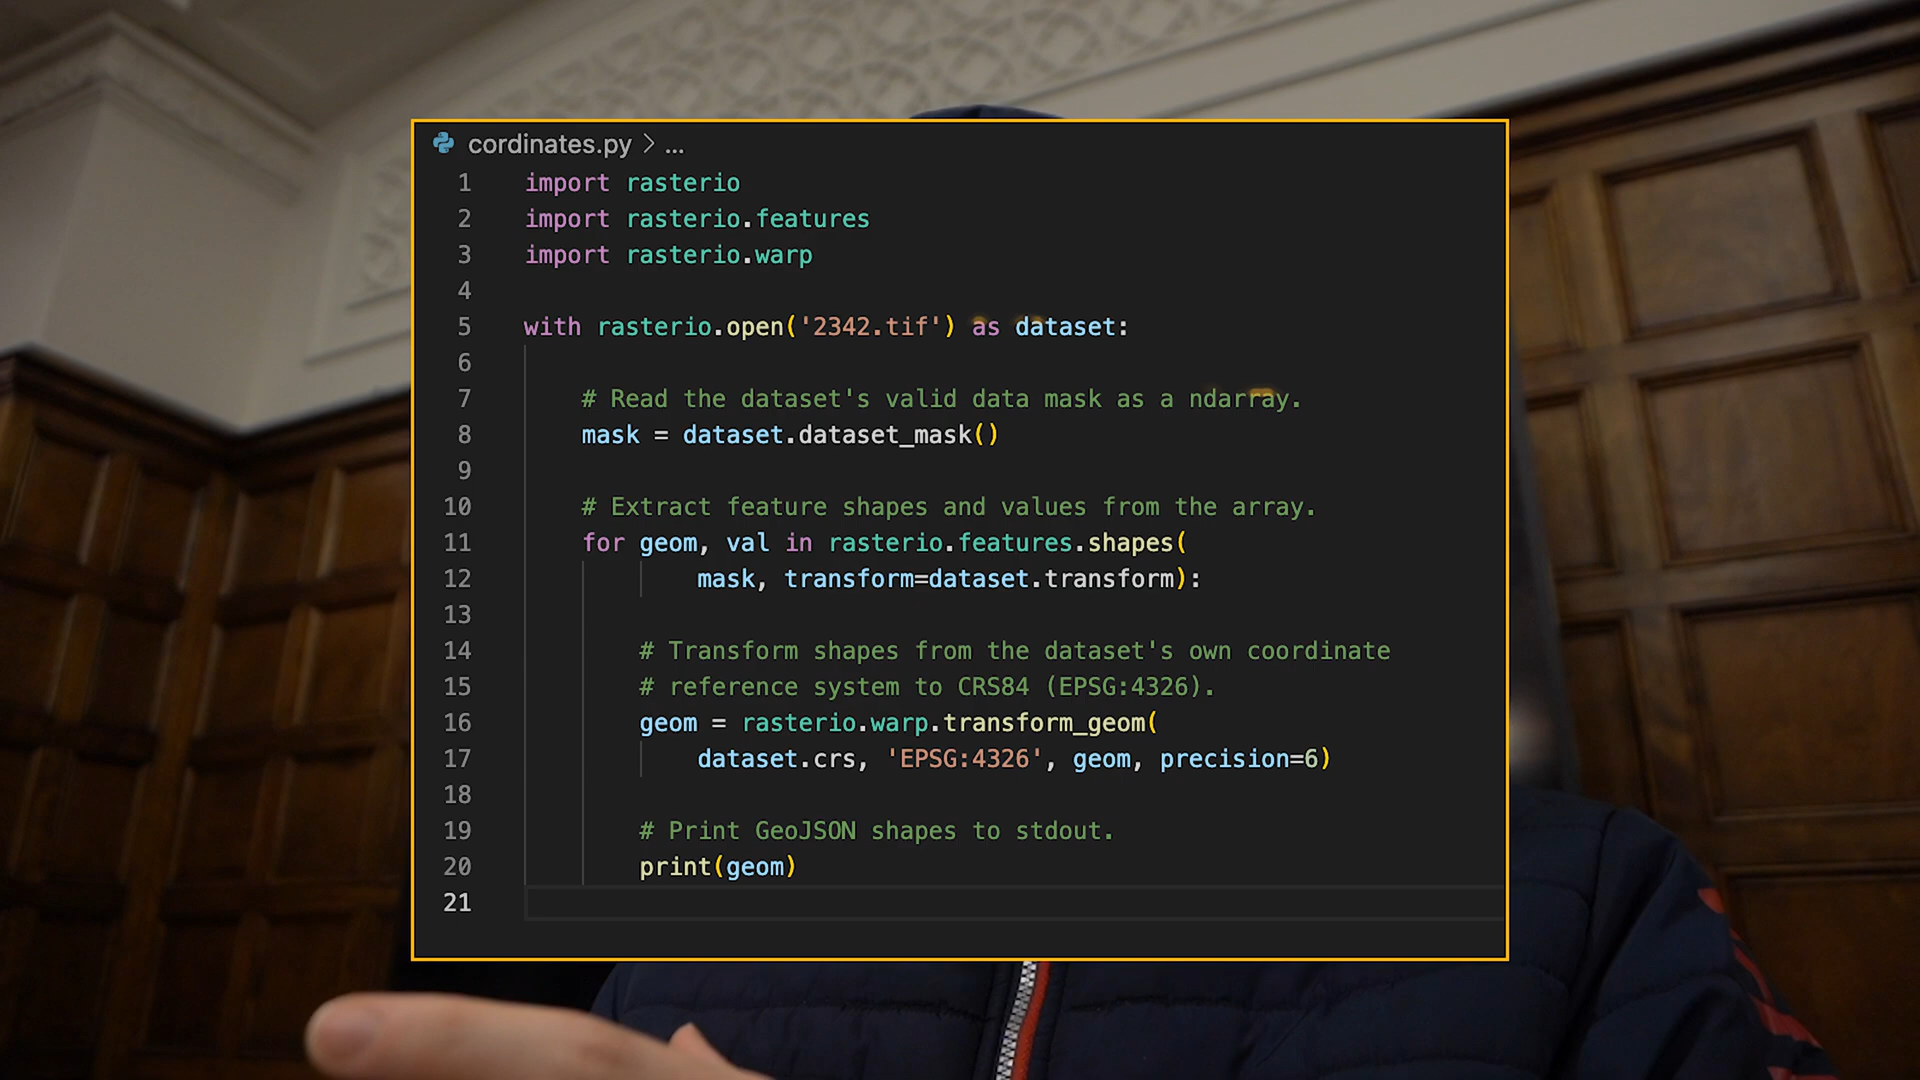 cordinates.py > ...
1 import rasterio
2 import rasterio.features
3 import rasterio.warp
4
5 with rasterio.open('2342.tif') as dataset:
6
7 # Read the dataset's valid data mask as a ndarray.
8 mask = dataset.dataset_mask()
9
10 # Extract feature shapes and values from the array.
11 for geom, val in rasterio.features.shapes(
12 mask, transform=dataset.transform):
13
14 # Transform shapes from the dataset's own coordinate
15 # reference system to CRS84 (EPSG:4326).
16 geom = rasterio.warp.transform_geom(
17 dataset.crs, 'EPSG:4326', geom, precision=6)
18
19 # Print GeoJSON shapes to stdout.
20 print(geom)
21